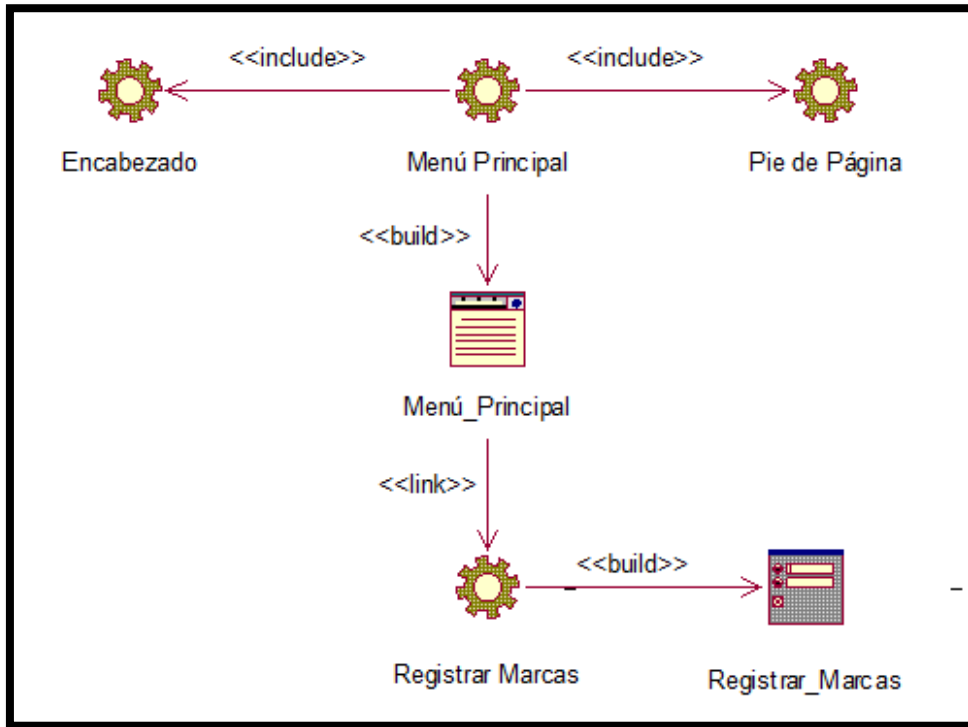 <<include>> <<include>>
Encabezado Menú Principal Pie de Página
<<build>>
Menú_Principal
<<link>>
<<build>>
Registrar Marcas Registrar_Marcas